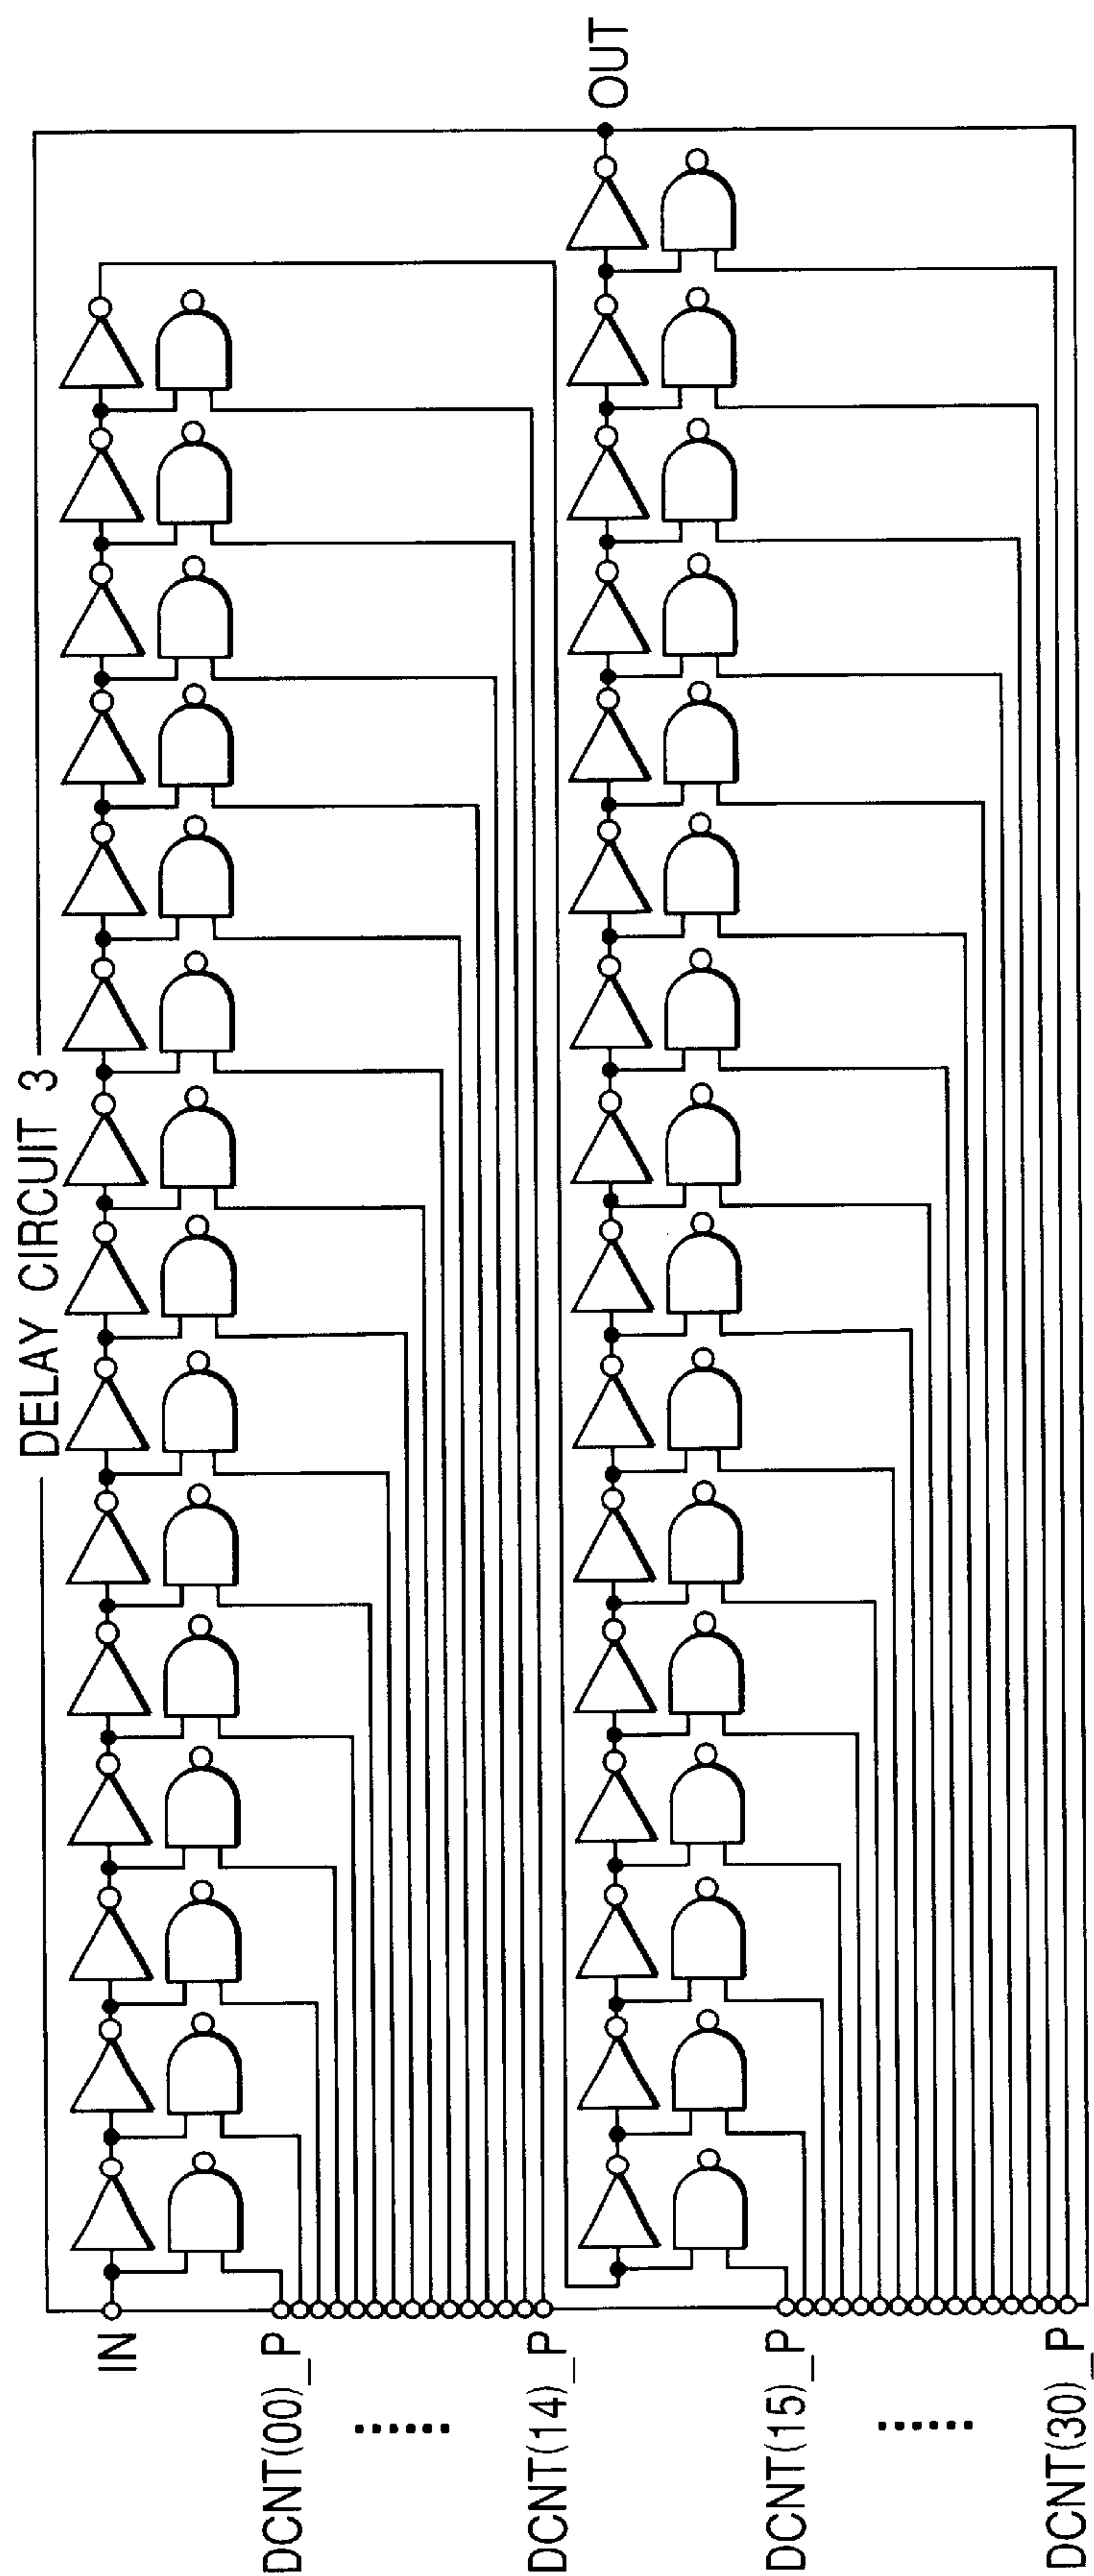 DELAY CIRCUIT 3
IN
DCNT(00)_P
......
DCNT(14)_P
DCNT(15)_P
......
DCNT(30)_P
OUT